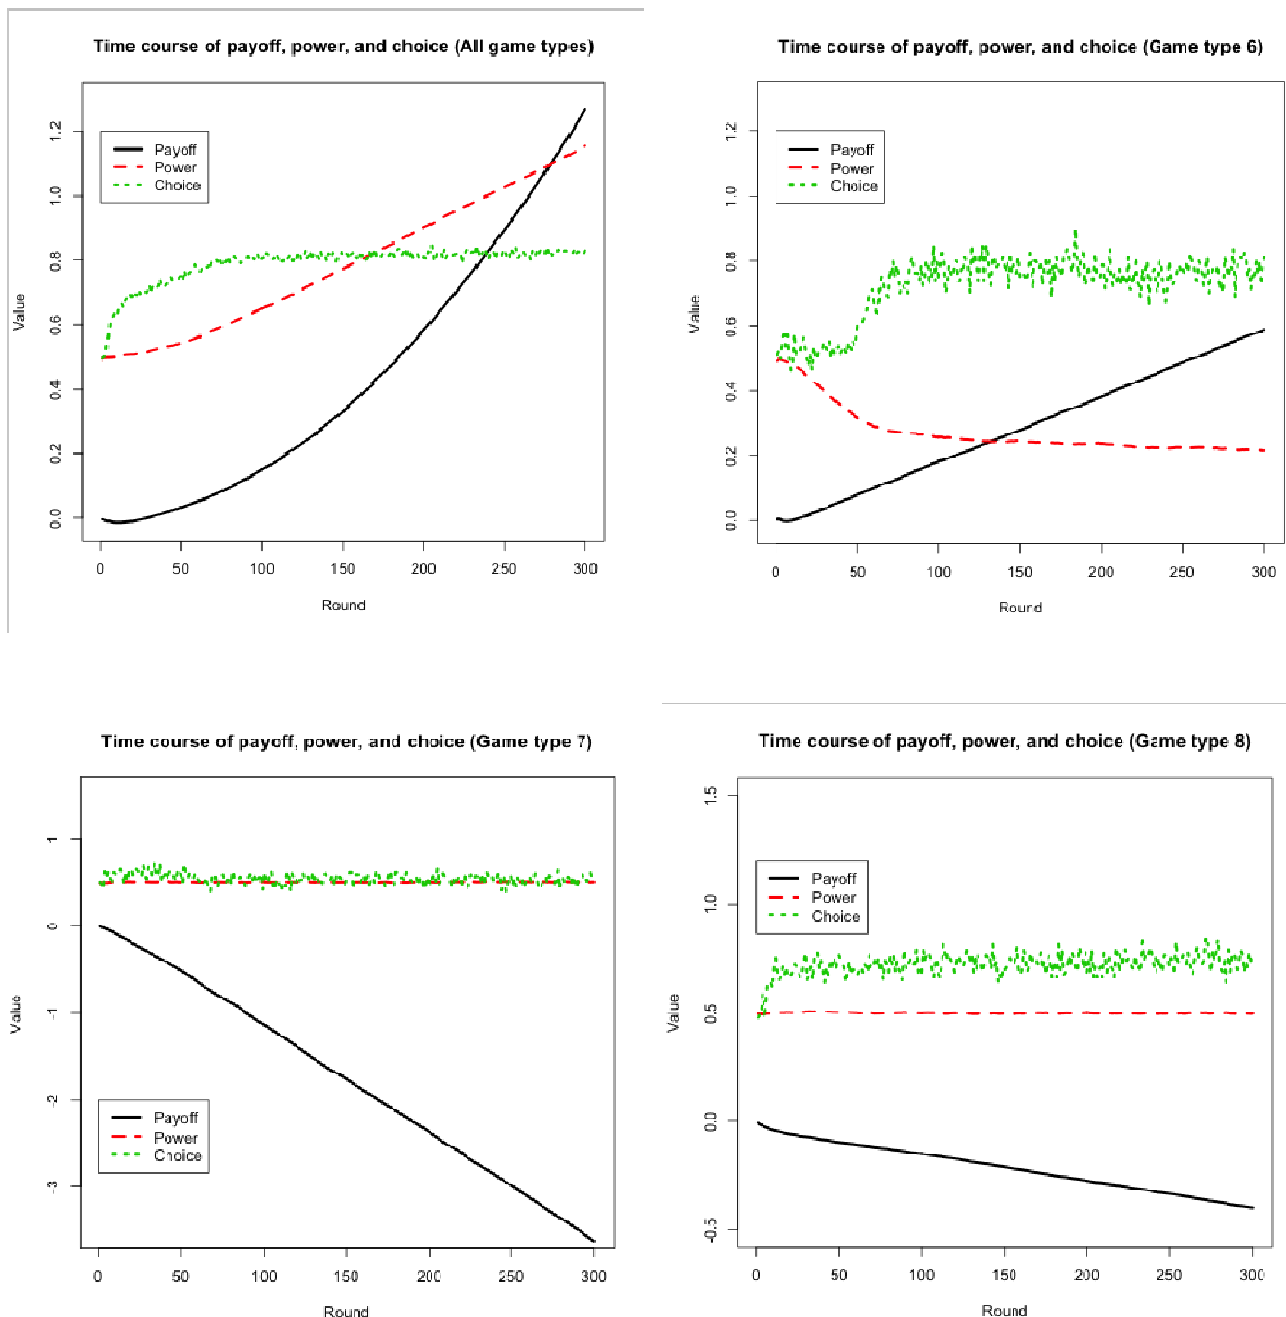 Time course of payoff, power, and choice (All game types)
Value
0.0 0.2 0.4 0.6 0.8 1.0 1.2
Payoff
Power
Choice
0 50 100 150 200 250 300
Round
Time course of payoff, power, and choice (Game type 6)
Value
0.0 0.2 0.4 0.6 0.8 1.0 1.2
Payoff
Power
Choice
0 50 100 150 200 250 300
Round
Time course of payoff, power, and choice (Game type 7)
Value
-3 -2 -1 0 1
Payoff
Power
Choice
0 50 100 150 200 250 300
Round
Time course of payoff, power, and choice (Game type 8)
Value
-0.5 0.0 0.5 1.0 1.5
Payoff
Power
Choice
0 50 100 150 200 250 300
Round